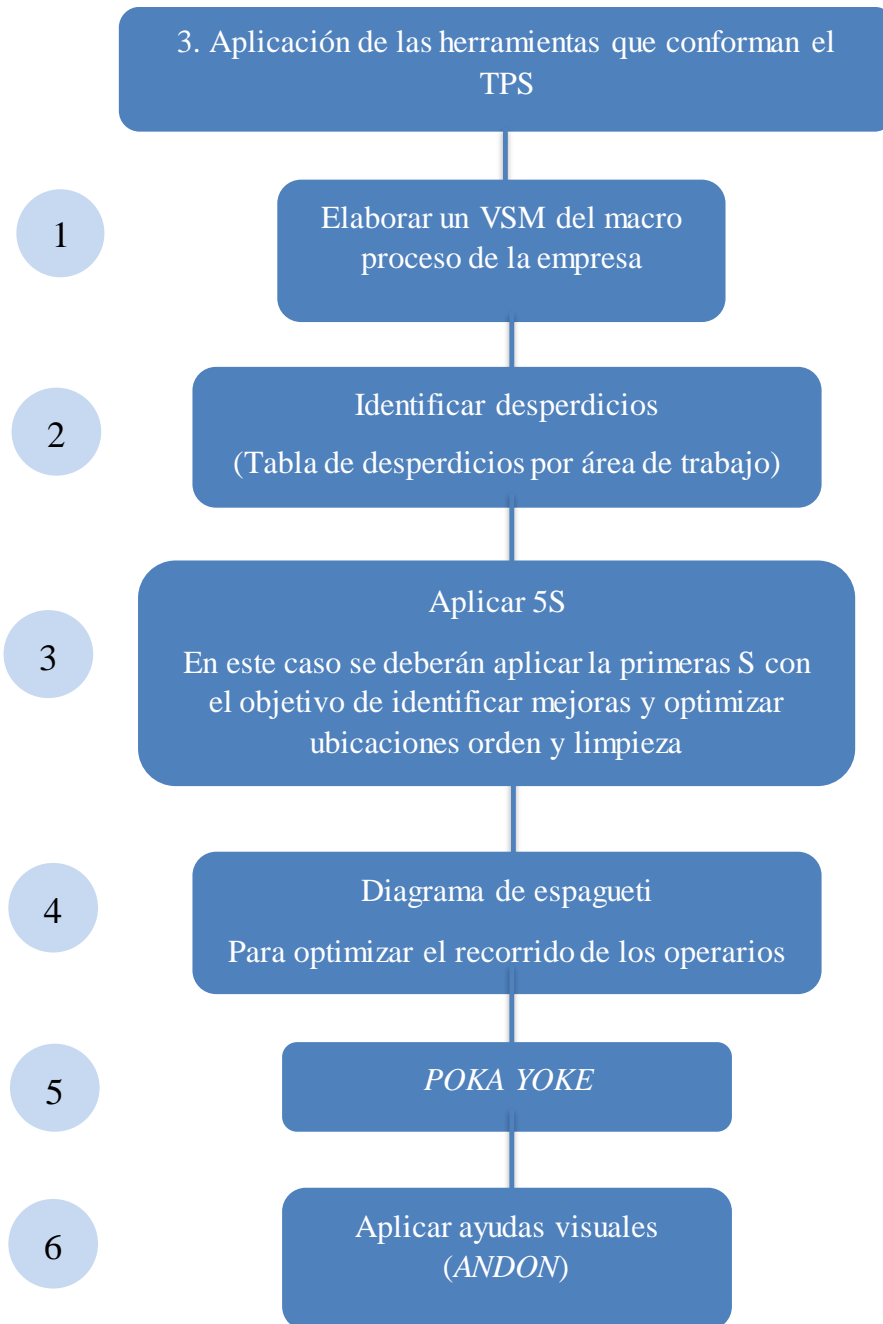 3. Aplicación de las herramientas que conforman el
TPS
1
Elaborar un VSM del macro
proceso de la empresa
2
Identificar desperdicios
(Tabla de desperdicios por área de trabajo)
3
Aplicar 5S
En este caso se deberán aplicar la primeras S con
el objetivo de identificar mejoras y optimizar
ubicaciones orden y limpieza
4
Diagrama de espagueti
Para optimizar el recorrido de los operarios
5
POKA YOKE
6
Aplicar ayudas visuales
(ANDON)